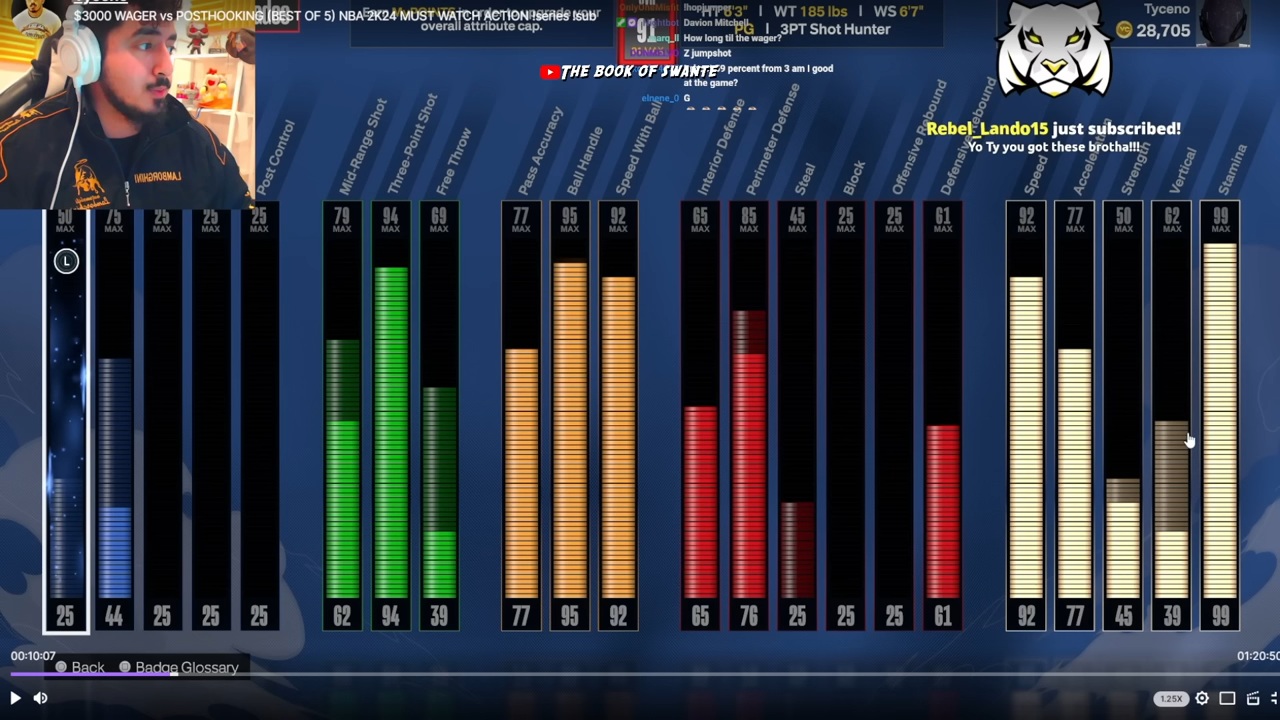 $3000 WAGER vs POSTHOOKING (BEST OF 5) NBA 2K24 MUST WATCH ACTION !series !sub
overall attribute cap.
91
HT 6'3" | WT 185 lbs | WS 6'7"
PG | 3PT Shot Hunter
Tyceno
VC 28,705
!hopjumper
Davion Mitchell
How long til the wager?
Z jumpshot
9 percent from 3 am I good
at the game?
elnene_0 G
THE BOOK OF SWANTE
Rebel_Lando15 just subscribed!
Yo Ty you got these brotha!!!
LAMBORGHINI
Post Control
Mid-Range Shot
Three-Point Shot
Free Throw
Pass Accuracy
Ball Handle
Speed With Ball
Interior Defense
Perimeter Defense
Steal
Block
Offensive Rebound
Defensive Rebound
Speed
Acceleration
Strength
Vertical
Stamina
50 75 25 25 25 79 94 69 77 95 92 65 85 45 25 25 61 92 77 50 62 99
MAX MAX MAX MAX MAX MAX MAX MAX MAX MAX MAX MAX MAX MAX MAX MAX MAX MAX MAX MAX MAX MAX
L
25 44 25 25 25 62 94 39 77 95 92 65 76 25 25 25 61 92 77 45 39 99
00:10:07
01:20:50
Back
Badge Glossary
1.25X